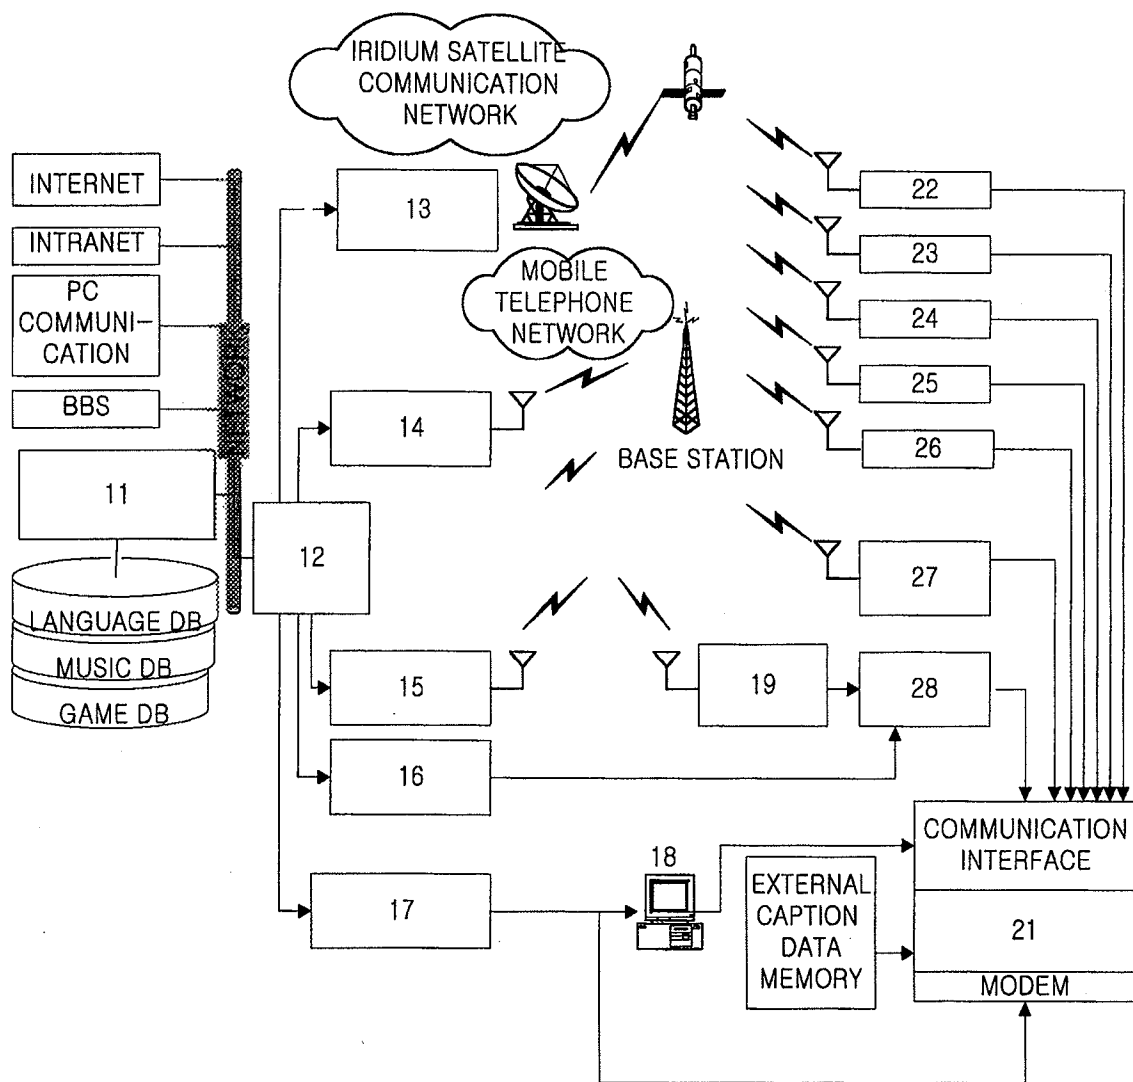 IRIDIUM SATELLITE
COMMUNICATION
NETWORK
INTERNET
INTRANET
PC
COMMUNI-
CATION
BBS
NETWORK
11
LANGUAGE DB
MUSIC DB
GAME DB
12
13
MOBILE
TELEPHONE
NETWORK
14
BASE STATION
15
16
17
18
19
22
23
24
25
26
27
28
EXTERNAL
CAPTION
DATA
MEMORY
COMMUNICATION
INTERFACE
21
MODEM